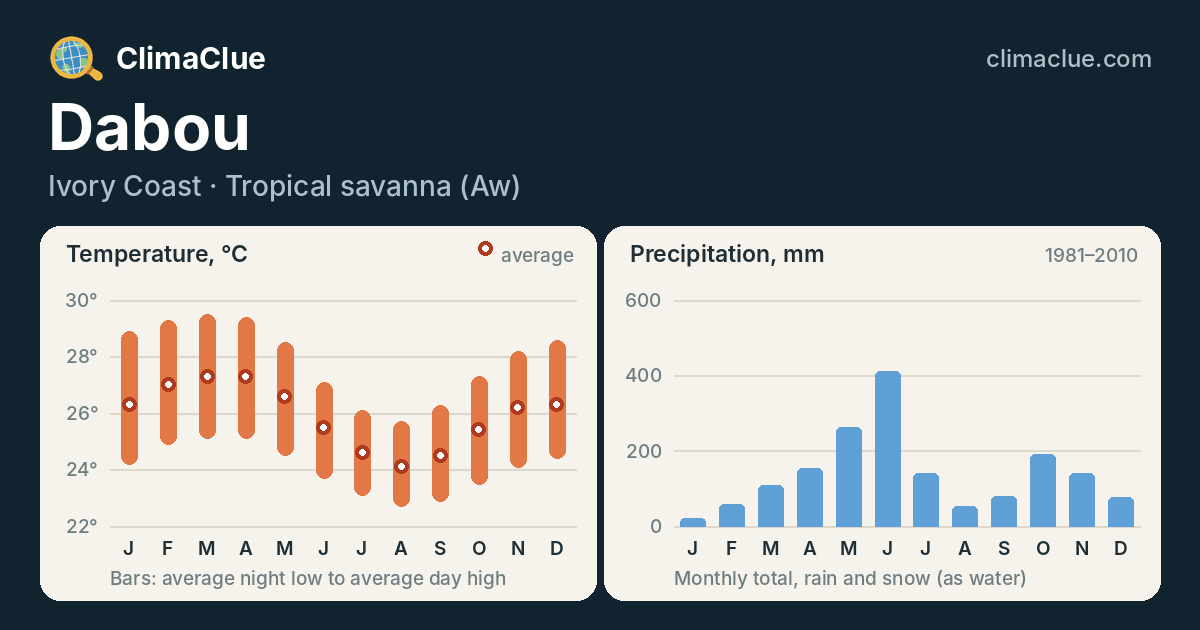 ClimaClue
climaclue.com
Dabou
Ivory Coast · Tropical savanna (Aw)
Temperature, °C
average
30°
28°
26°
24°
22°
J F M A M J J A S O N D
Bars: average night low to average day high
Precipitation, mm
1981–2010
600
400
200
0
J F M A M J J A S O N D
Monthly total, rain and snow (as water)